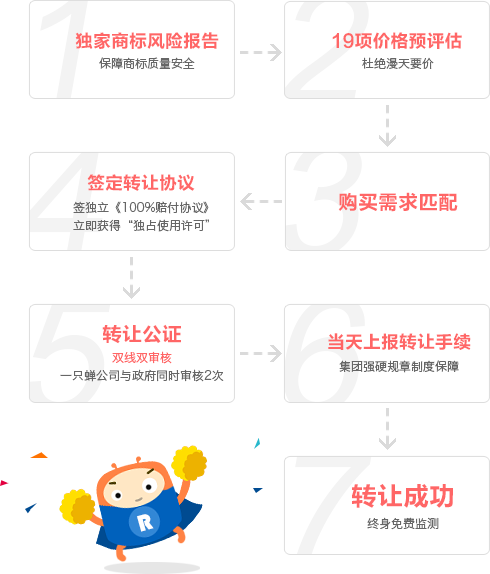 1
独家商标风险报告
保障商标质量安全
2
19项价格预评估
杜绝漫天要价
3
购买需求匹配
4
签定转让协议
签独立《100%赔付协议》
立即获得“独占使用许可”
5
转让公证
双线双审核
一只蝉公司与政府同时审核2次
6
当天上报转让手续
集团强硬规章制度保障
7
转让成功
终身免费监测
R